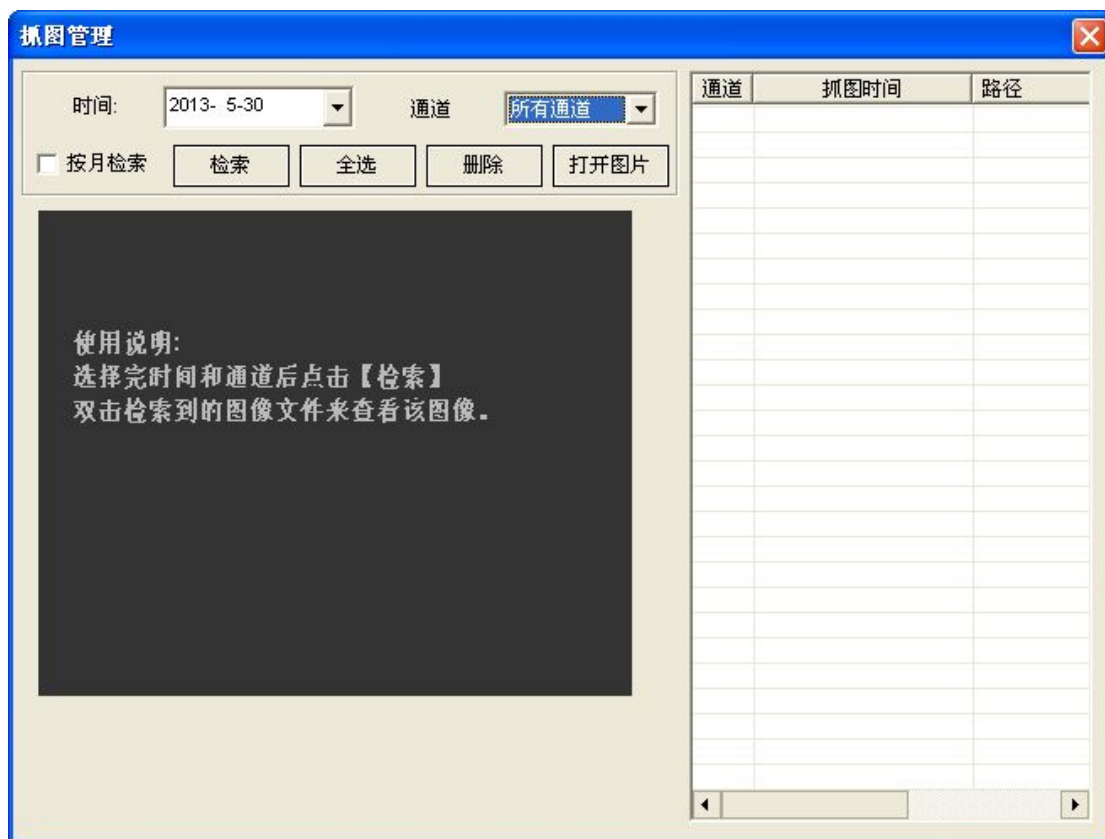 抓图管理
时间: 2013- 5-30 通道 所有通道
按月检索 检索 全选 删除 打开图片
使用说明:
选择完时间和通道后点击【检索】
双击检索到的图像文件来查看该图像。
通道 抓图时间 路径